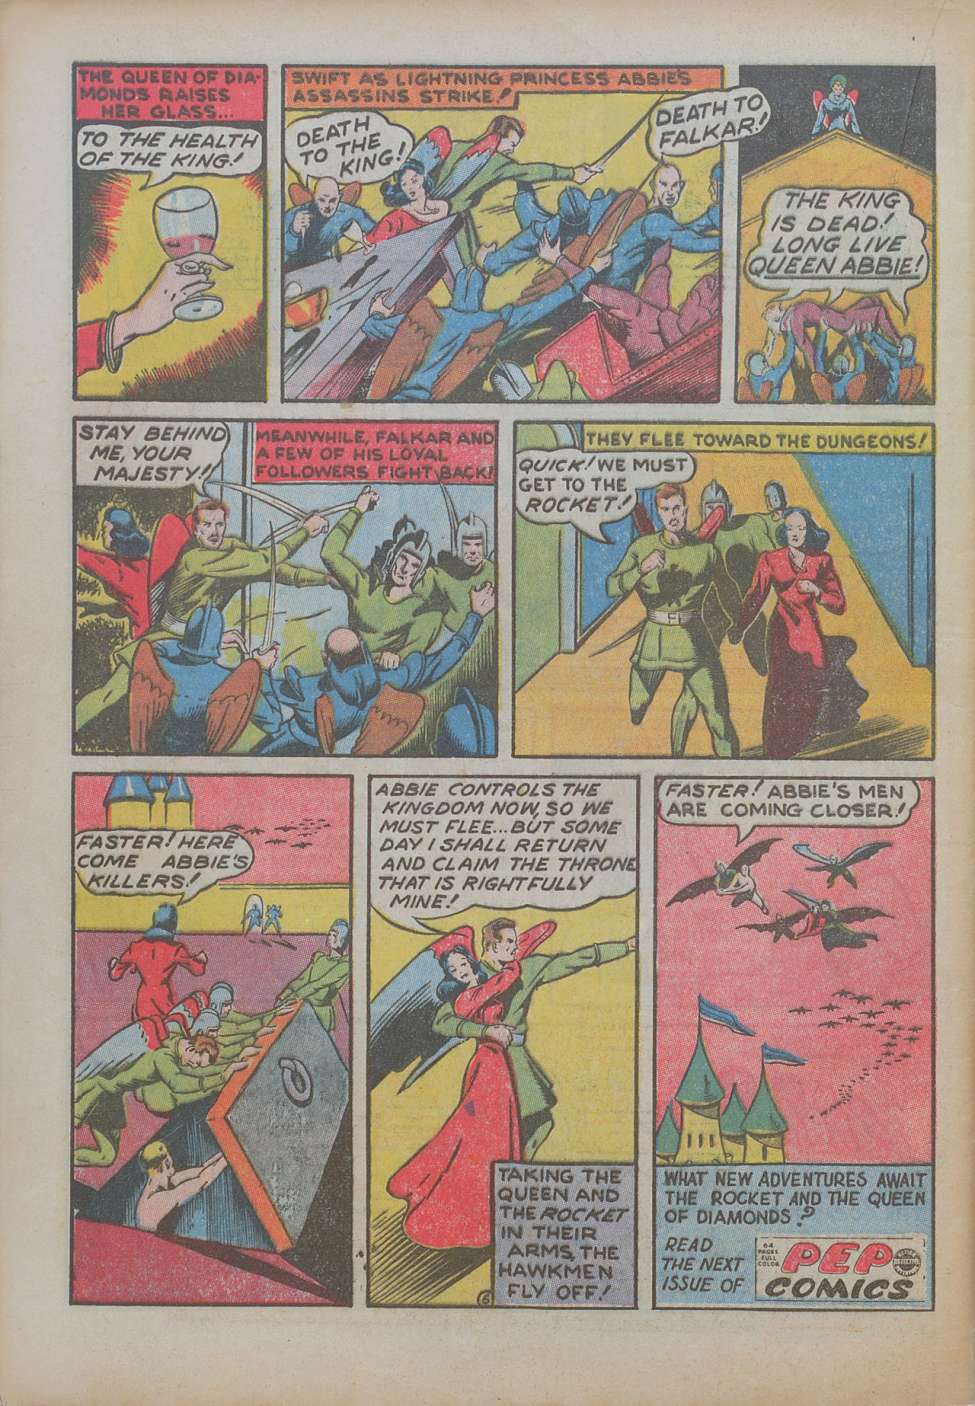 THE QUEEN OF DIA-
MONDS RAISES
HER GLASS...
TO THE HEALTH
OF THE KING!
SWIFT AS LIGHTNING PRINCESS ABBIE'S
ASSASSINS STRIKE!
DEATH
TO THE
KING!
DEATH TO
FALKAR!
THE KING
IS DEAD!
LONG LIVE
QUEEN ABBIE!
STAY BEHIND
ME, YOUR
MAJESTY!
MEANWHILE, FALKAR AND
A FEW OF HIS LOYAL
FOLLOWERS FIGHT BACK!
THEY FLEE TOWARD THE DUNGEONS!
QUICK! WE MUST
GET TO THE
ROCKET!
FASTER! HERE
COME ABBIE'S
KILLERS!
ABBIE CONTROLS THE
KINGDOM NOW, SO WE
MUST FLEE... BUT SOME
DAY I SHALL RETURN
AND CLAIM THE THRONE
THAT IS RIGHTFULLY
MINE!
TAKING THE
QUEEN AND
THE ROCKET
IN THEIR
ARMS, THE
HAWKMEN
FLY OFF!
6
FASTER! ABBIE'S MEN
ARE COMING CLOSER!
WHAT NEW ADVENTURES AWAIT
THE ROCKET AND THE QUEEN
OF DIAMONDS?
READ
THE NEXT
ISSUE OF
64
PAGES
FULL
COLOR
PEP
COMICS